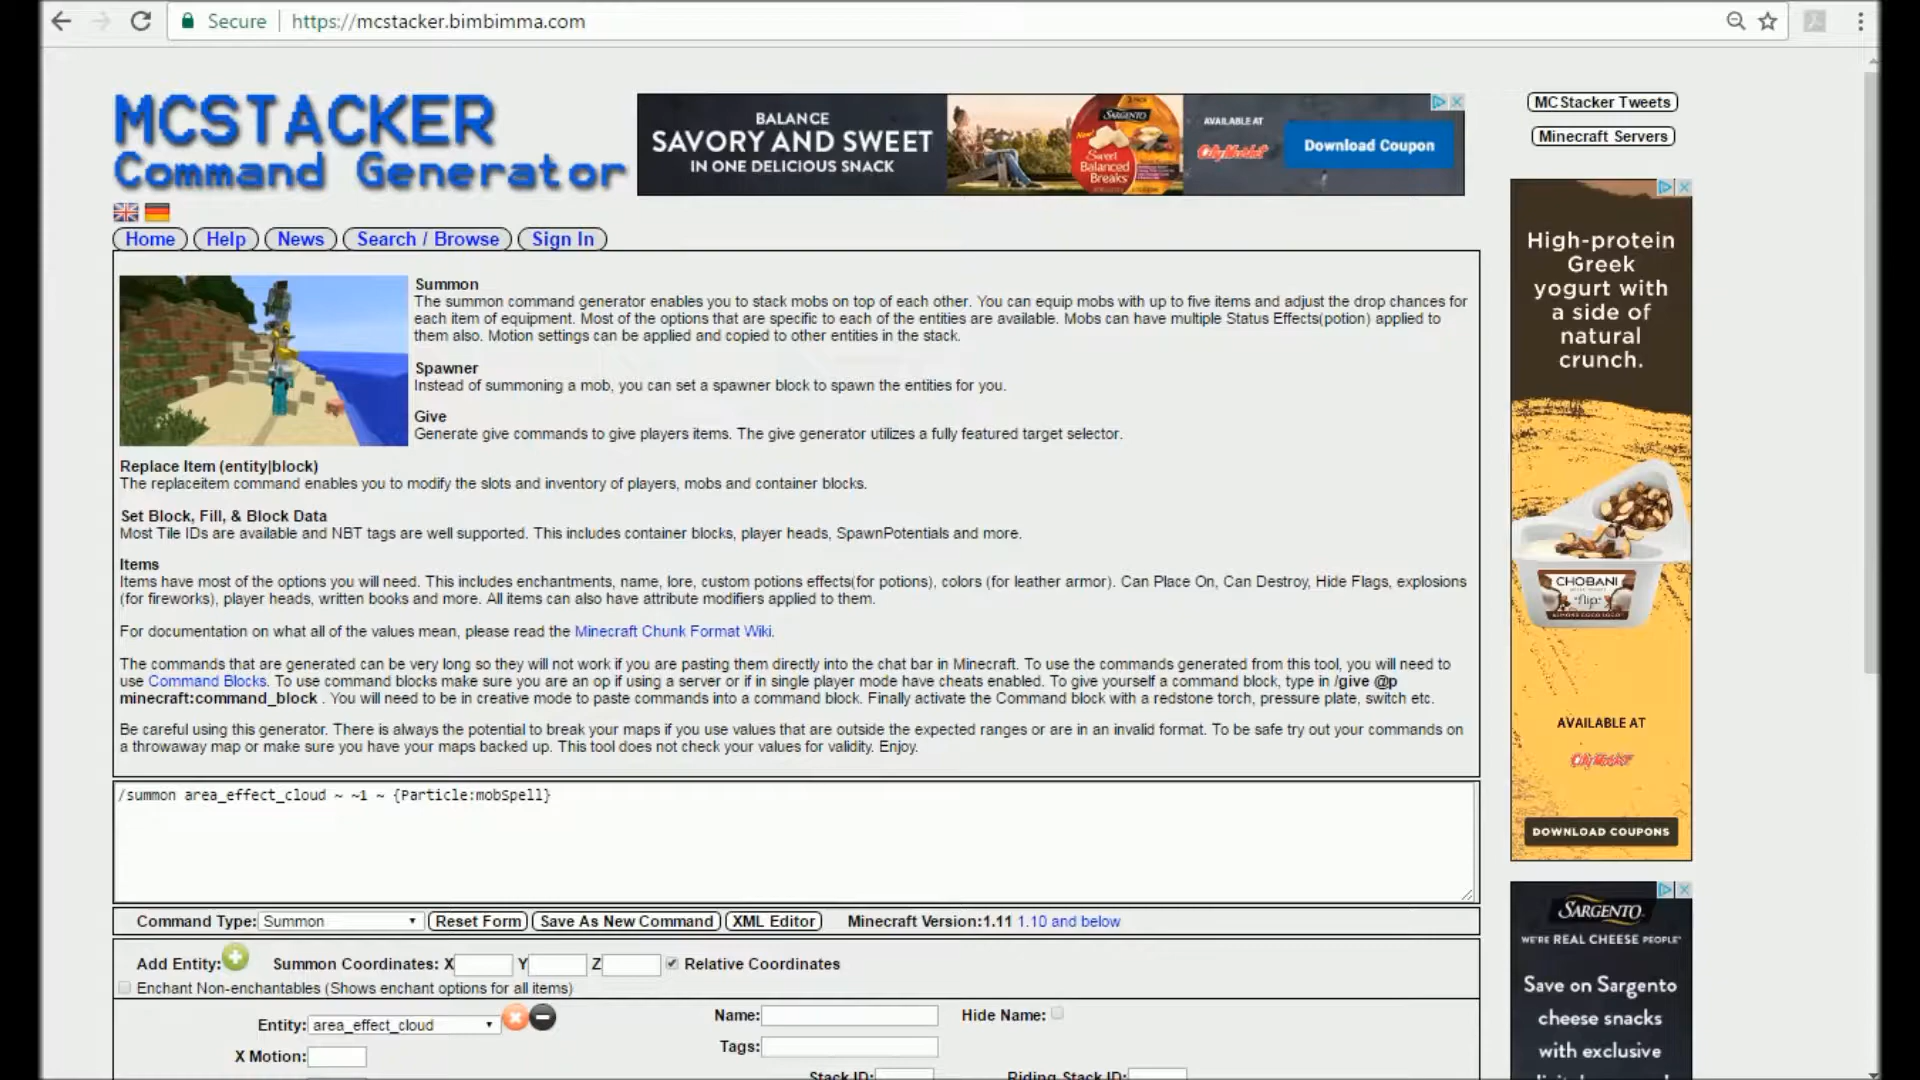 Secure https://mcstacker.bimbimma.com
MCSTACKER
Command Generator
BALANCE
SAVORY AND SWEET
IN ONE DELICIOUS SNACK
SARGENTO
Sweet
Balanced
Breaks
AVAILABLE AT
City Market
Download Coupon
MCStacker Tweets
Minecraft Servers
Home Help News Search / Browse Sign In
Summon
The summon command generator enables you to stack mobs on top of each other. You can equip mobs with up to five items and adjust the drop chances for
each item of equipment. Most of the options that are specific to each of the entities are available. Mobs can have multiple Status Effects(potion) applied to
them also. Motion settings can be applied and copied to other entities in the stack.
Spawner
Instead of summoning a mob, you can set a spawner block to spawn the entities for you.
Give
Generate give commands to give players items. The give generator utilizes a fully featured target selector.
Replace Item (entity|block)
The replaceitem command enables you to modify the slots and inventory of players, mobs and container blocks.
Set Block, Fill, & Block Data
Most Tile IDs are available and NBT tags are well supported. This includes container blocks, player heads, SpawnPotentials and more.
Items
Items have most of the options you will need. This includes enchantments, name, lore, custom potions effects(for potions), colors (for leather armor). Can Place On, Can Destroy, Hide Flags, explosions
(for fireworks), player heads, written books and more. All items can also have attribute modifiers applied to them.
For documentation on what all of the values mean, please read the Minecraft Chunk Format Wiki.
The commands that are generated can be very long so they will not work if you are pasting them directly into the chat bar in Minecraft. To use the commands generated from this tool, you will need to
use Command Blocks. To use command blocks make sure you are an op if using a server or if in single player mode have cheats enabled. To give yourself a command block, type in /give @p
minecraft:command_block . You will need to be in creative mode to paste commands into a command block. Finally activate the Command block with a redstone torch, pressure plate, switch etc.
Be careful using this generator. There is always the potential to break your maps if you use values that are outside the expected ranges or are in an invalid format. To be safe try out your commands on
a throwaway map or make sure you have your maps backed up. This tool does not check your values for validity. Enjoy.
/summon area_effect_cloud ~ ~1 ~ {Particle:mobSpell}
Command Type: Summon Reset Form Save As New Command XML Editor Minecraft Version:1.11 1.10 and below
Add Entity: Summon Coordinates: X Y Z Relative Coordinates
Enchant Non-enchantables (Shows enchant options for all items)
Entity: area_effect_cloud Name: Hide Name:
X Motion: Tags:
Stack ID: Riding Stack ID:
High-protein
Greek
yogurt with
a side of
natural
crunch.
CHOBANI
flip
AVAILABLE AT
City Market
DOWNLOAD COUPONS
SARGENTO
WE'RE REAL CHEESE PEOPLE
Save on Sargento
cheese snacks
with exclusive